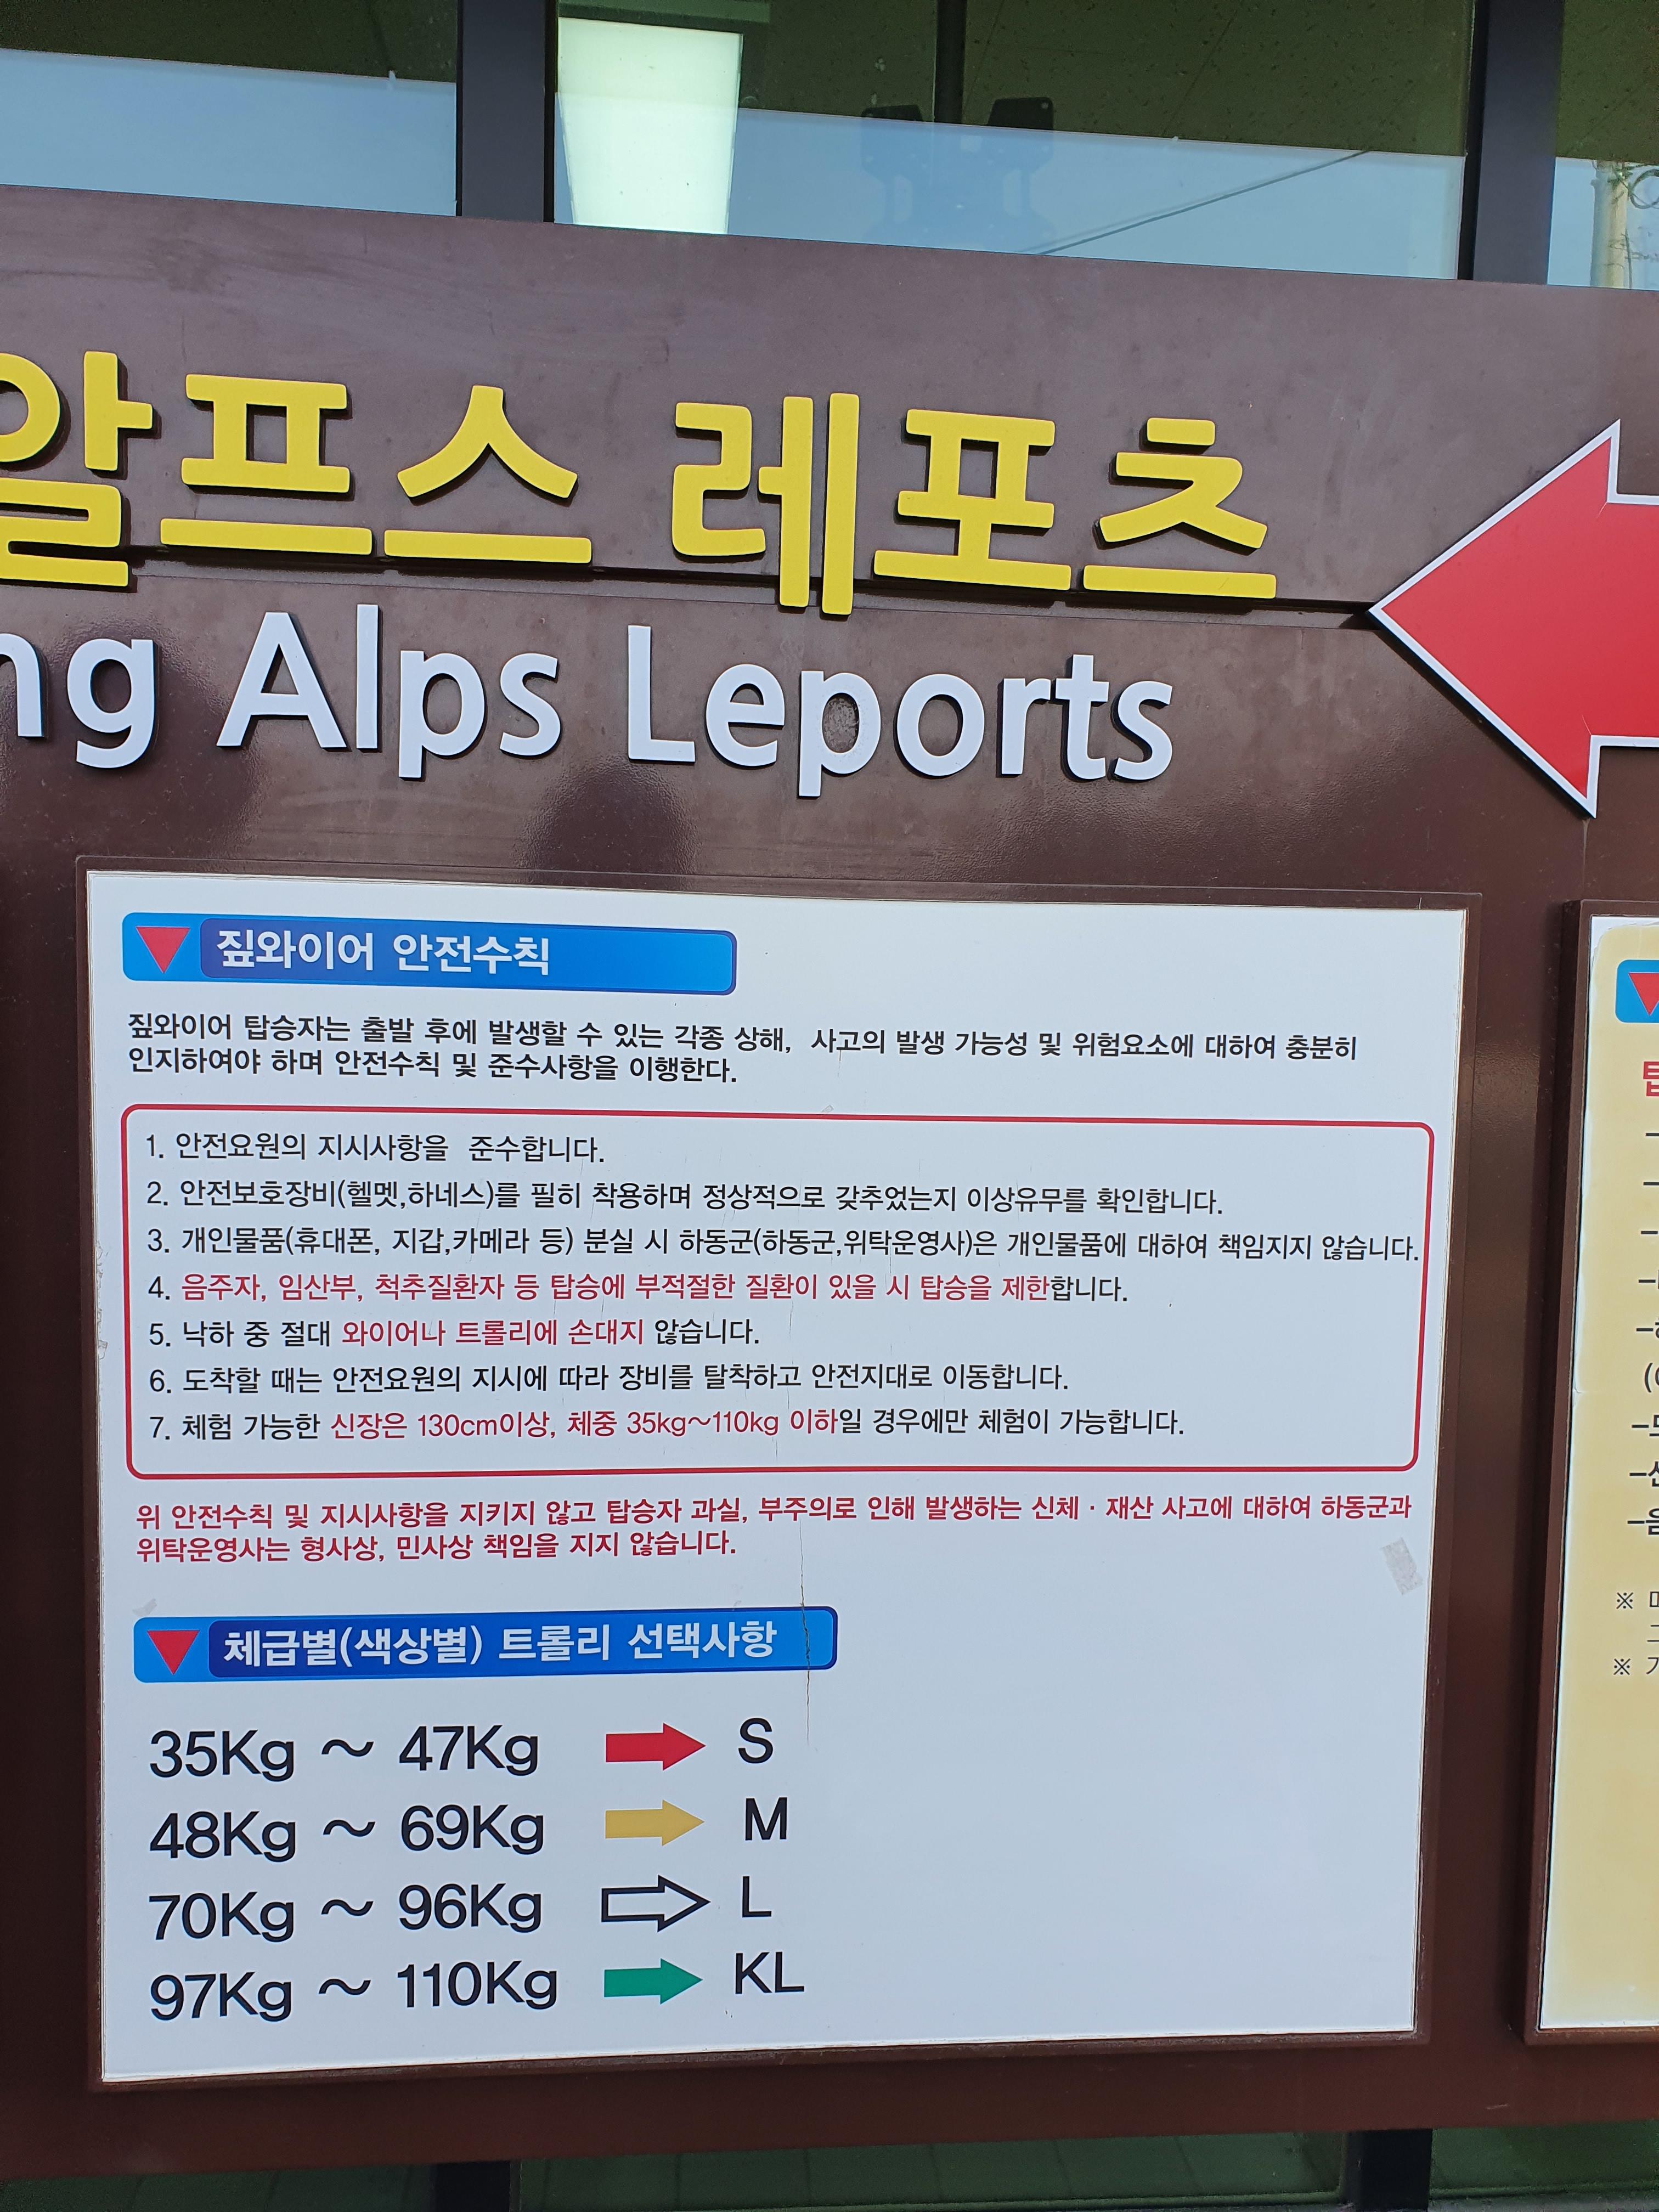 알프스 레포츠
ng Alps Leports
짚와이어 안전수칙
짚와이어 탑승자는 출발 후에 발생할 수 있는 각종 상해, 사고의 발생 가능성 및 위험요소에 대하여 충분히
인지하여야 하며 안전수칙 및 준수사항을 이행한다.
1. 안전요원의 지시사항을 준수합니다.
2. 안전보호장비(헬멧,하네스)를 필히 착용하며 정상적으로 갖추었는지 이상유무를 확인합니다.
3. 개인물품(휴대폰, 지갑,카메라 등) 분실 시 하동군(하동군,위탁운영사)은 개인물품에 대하여 책임지지 않습니다.
4. 음주자, 임산부, 척추질환자 등 탑승에 부적절한 질환이 있을 시 탑승을 제한합니다.
5. 낙하 중 절대 와이어나 트롤리에 손대지 않습니다.
6. 도착할 때는 안전요원의 지시에 따라 장비를 탈착하고 안전지대로 이동합니다.
7. 체험 가능한 신장은 130cm이상, 체중 35kg~110kg 이하일 경우에만 체험이 가능합니다.
위 안전수칙 및 지시사항을 지키지 않고 탑승자 과실, 부주의로 인해 발생하는 신체 · 재산 사고에 대하여 하동군과
위탁운영사는 형사상, 민사상 책임을 지지 않습니다.
체급별(색상별) 트롤리 선택사항
35Kg ~ 47Kg S
48Kg ~ 69Kg M
70Kg ~ 96Kg L
97Kg ~ 110Kg KL